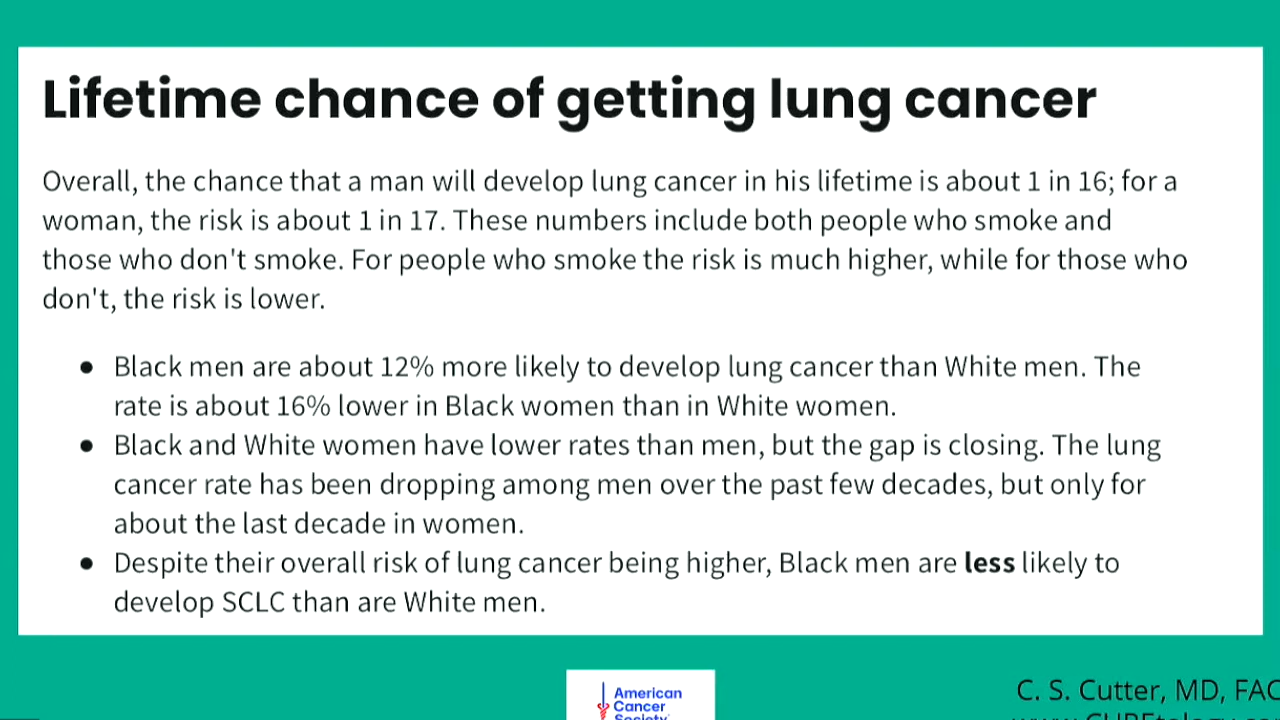 Lifetime chance of getting lung cancer
Overall, the chance that a man will develop lung cancer in his lifetime is about 1 in 16; for a
woman, the risk is about 1 in 17. These numbers include both people who smoke and
those who don't smoke. For people who smoke the risk is much higher, while for those who
don't, the risk is lower.
● Black men are about 12% more likely to develop lung cancer than White men. The
rate is about 16% lower in Black women than in White women.
● Black and White women have lower rates than men, but the gap is closing. The lung
cancer rate has been dropping among men over the past few decades, but only for
about the last decade in women.
● Despite their overall risk of lung cancer being higher, Black men are less likely to
develop SCLC than are White men.
American
Cancer
Society
C. S. Cutter, MD, FAC